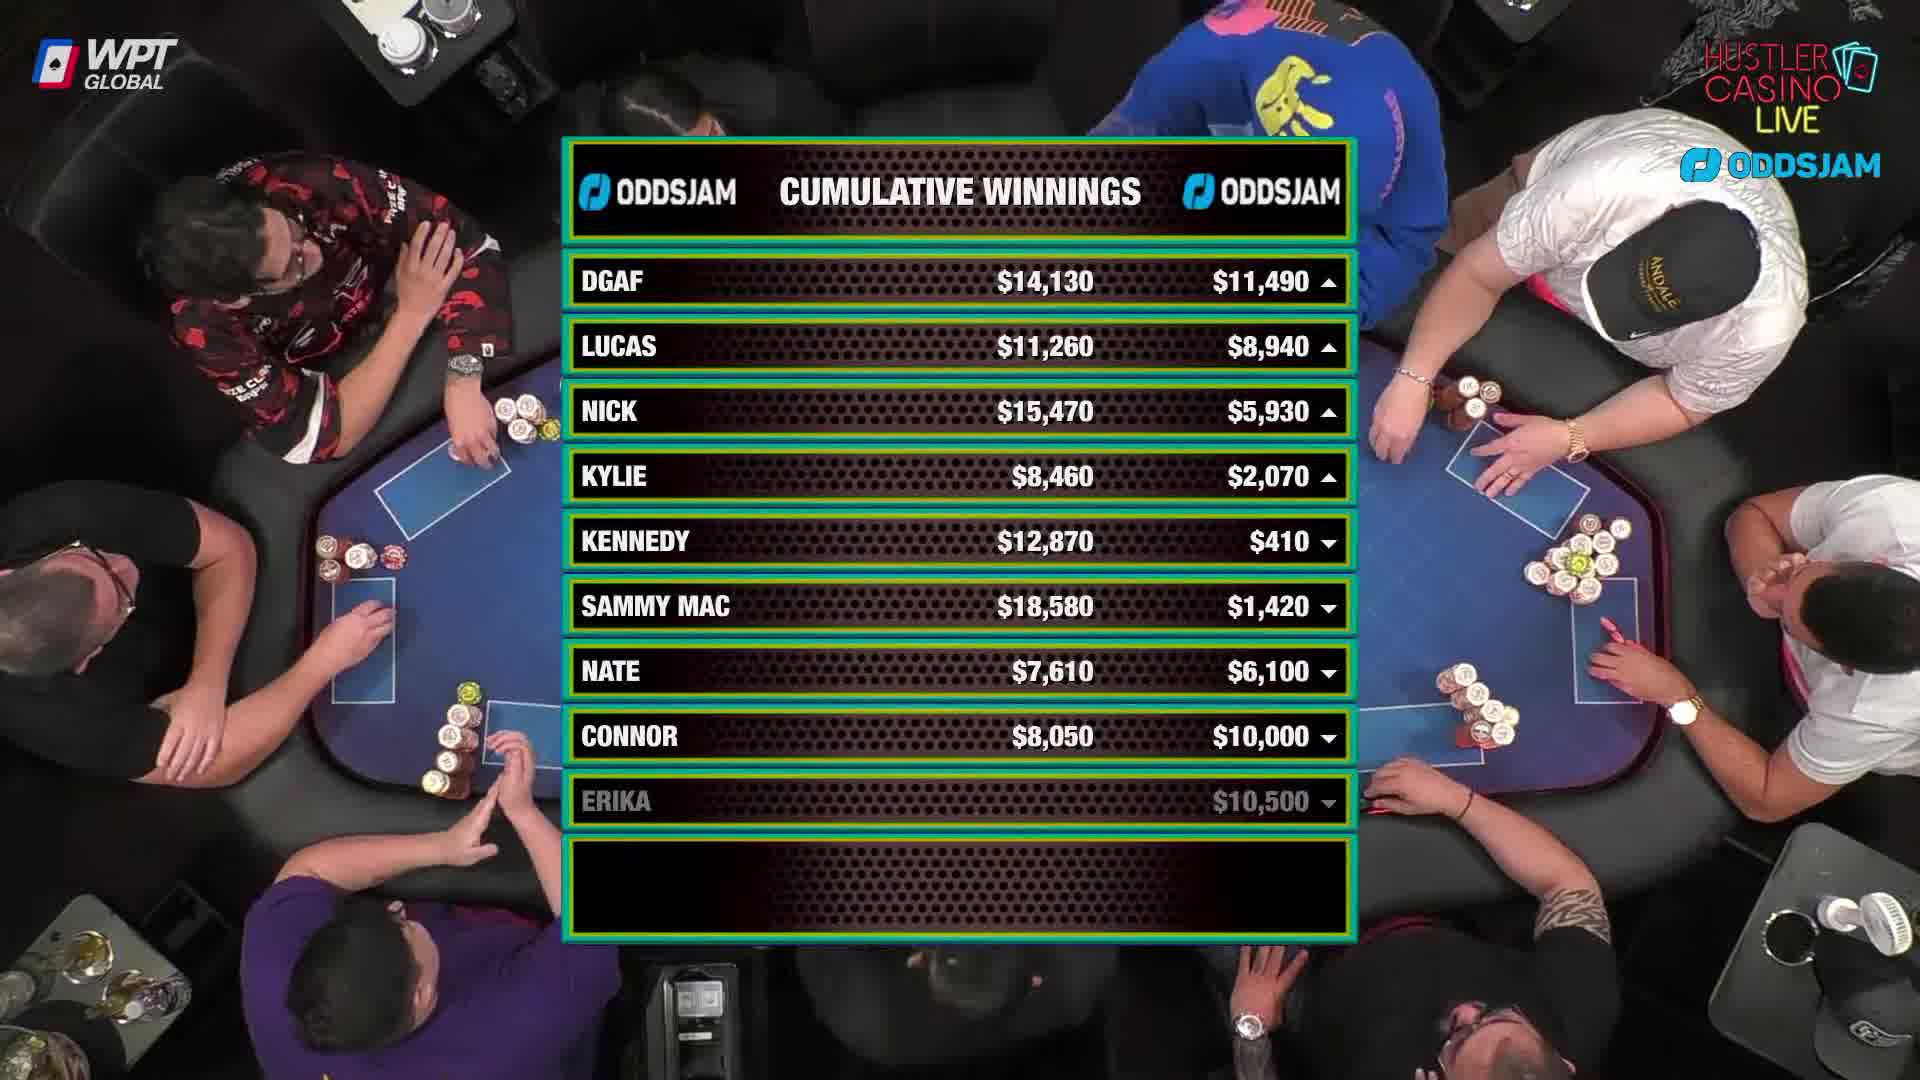 WPT
GLOBAL
HUSTLER
CASINO
LIVE
ODDSJAM
ODDSJAM CUMULATIVE WINNINGS ODDSJAM
DGAF $14,130 $11,490
LUCAS $11,260 $8,940
NICK $15,470 $5,930
KYLIE $8,460 $2,070
KENNEDY $12,870 $410
SAMMY MAC $18,580 $1,420
NATE $7,610 $6,100
CONNOR $8,050 $10,000
ERIKA $10,500
ANDALE